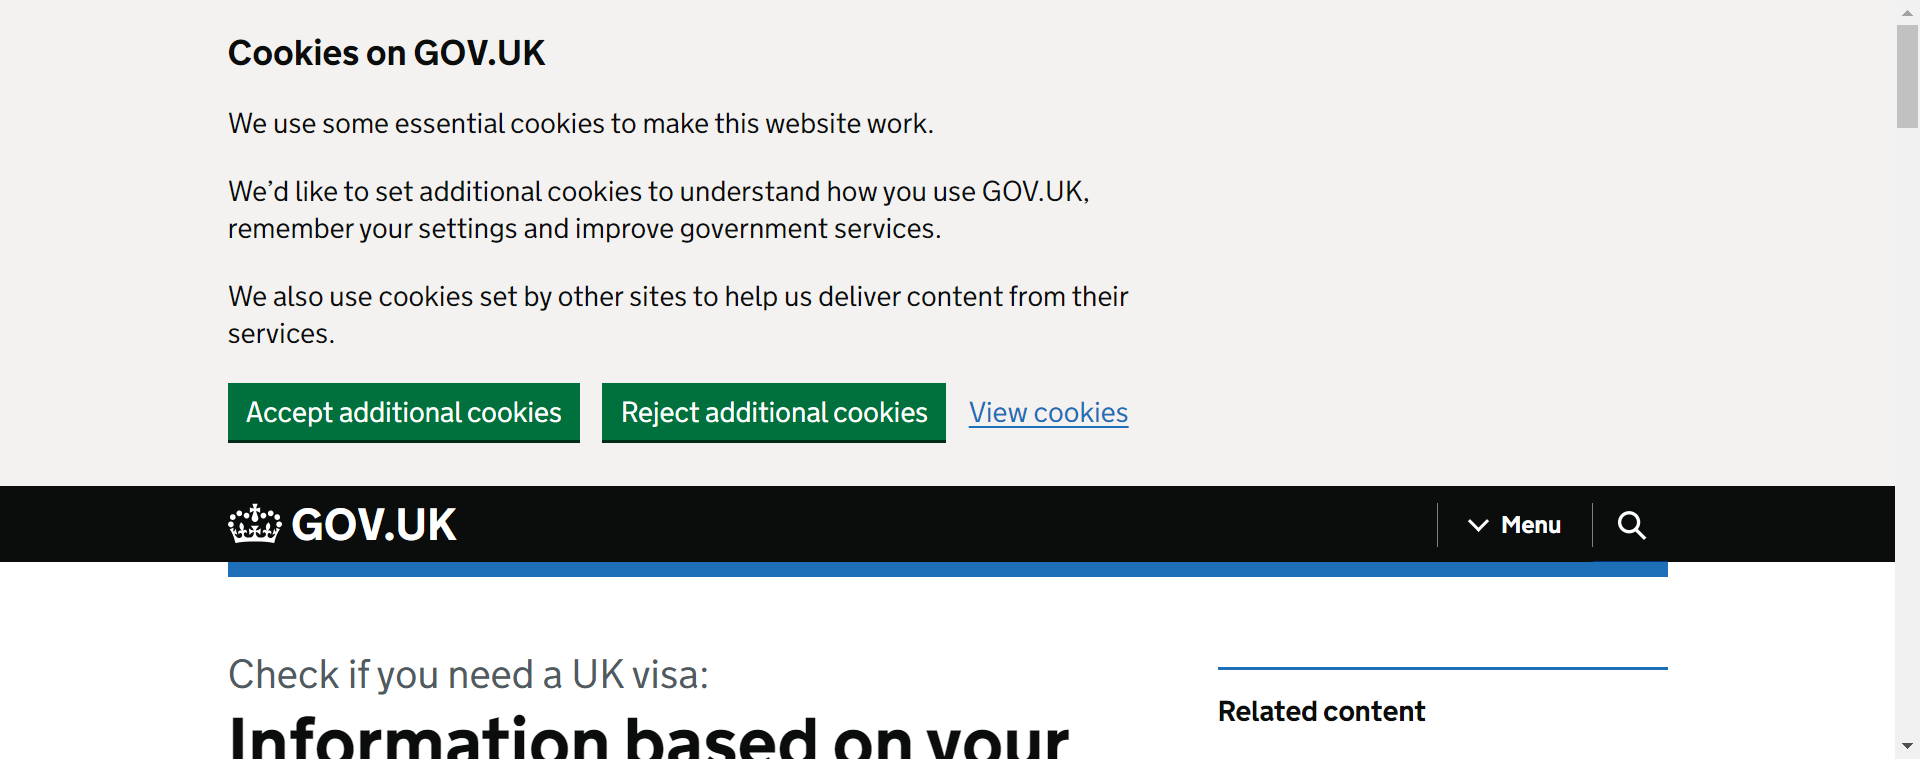 Cookies on GOV.UK
We use some essential cookies to make this website work.
We’d like to set additional cookies to understand how you use GOV.UK,
remember your settings and improve government services.
We also use cookies set by other sites to help us deliver content from their
services.
Accept additional cookies
Reject additional cookies
View cookies
GOV.UK
Menu
Check if you need a UK visa:
Information based on your
Related content